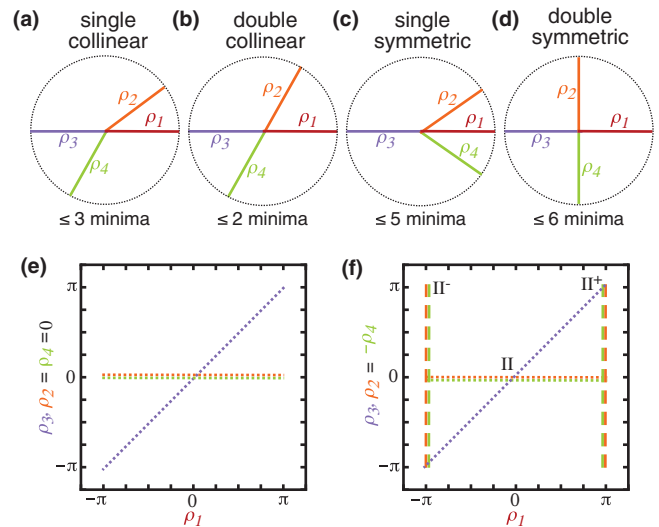 (a) single collinear
(b) double collinear
(c) single symmetric
(d) double symmetric
ρ2
ρ1
ρ3
ρ4
≤ 3 minima
ρ2
ρ1
ρ3
ρ4
≤ 2 minima
ρ2
ρ1
ρ3
ρ4
≤ 5 minima
ρ2
ρ1
ρ3
ρ4
≤ 6 minima
(e)
π
0
−π
ρ3, ρ2 = ρ4 = 0
−π 0 π
ρ1
(f)
π
0
−π
ρ3, ρ2 = −ρ4
II-
II+
II
−π 0 π
ρ1